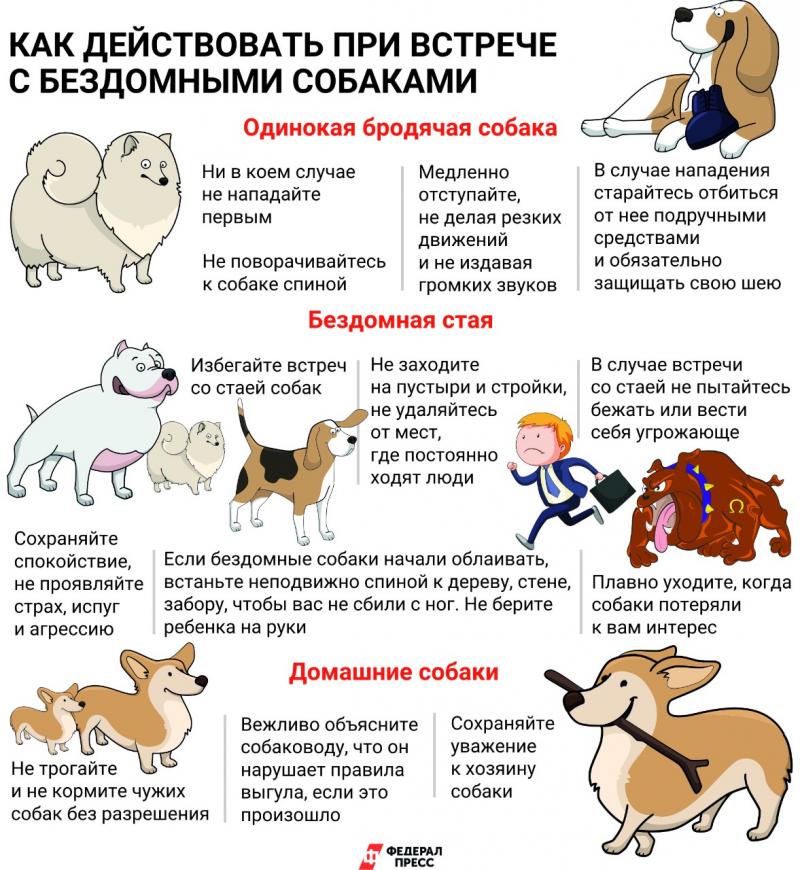 КАК ДЕЙСТВОВАТЬ ПРИ ВСТРЕЧЕ
С БЕЗДОМНЫМИ СОБАКАМИ
Одинокая бродячая собака
Ни в коем случае
не нападайте
первым
Не поворачивайтесь
к собаке спиной
Медленно
отступайте,
не делая резких
движений
и не издавая
громких звуков
В случае нападения
старайтесь отбиться
от нее подручными
средствами
и обязательно
защищать свою шею
Бездомная стая
Избегайте встреч
со стаей собак
Не заходите
на пустыри и стройки,
не удаляйтесь
от мест,
где постоянно
ходят люди
В случае встречи
со стаей не пытайтесь
бежать или вести
себя угрожающе
Сохраняйте
спокойствие,
не проявляйте
страх, испуг
и агрессию
Если бездомные собаки начали облаивать,
встаньте неподвижно спиной к дереву, стене,
забору, чтобы вас не сбили с ног. Не берите
ребенка на руки
Плавно уходите, когда
собаки потеряли
к вам интерес
Домашние собаки
Не трогайте
и не кормите чужих
собак без разрешения
Вежливо объясните
собаководу, что он
нарушает правила
выгула, если это
произошло
Сохраняйте
уважение
к хозяину
собаки
ФЕДЕРАЛ
ПРЕСС